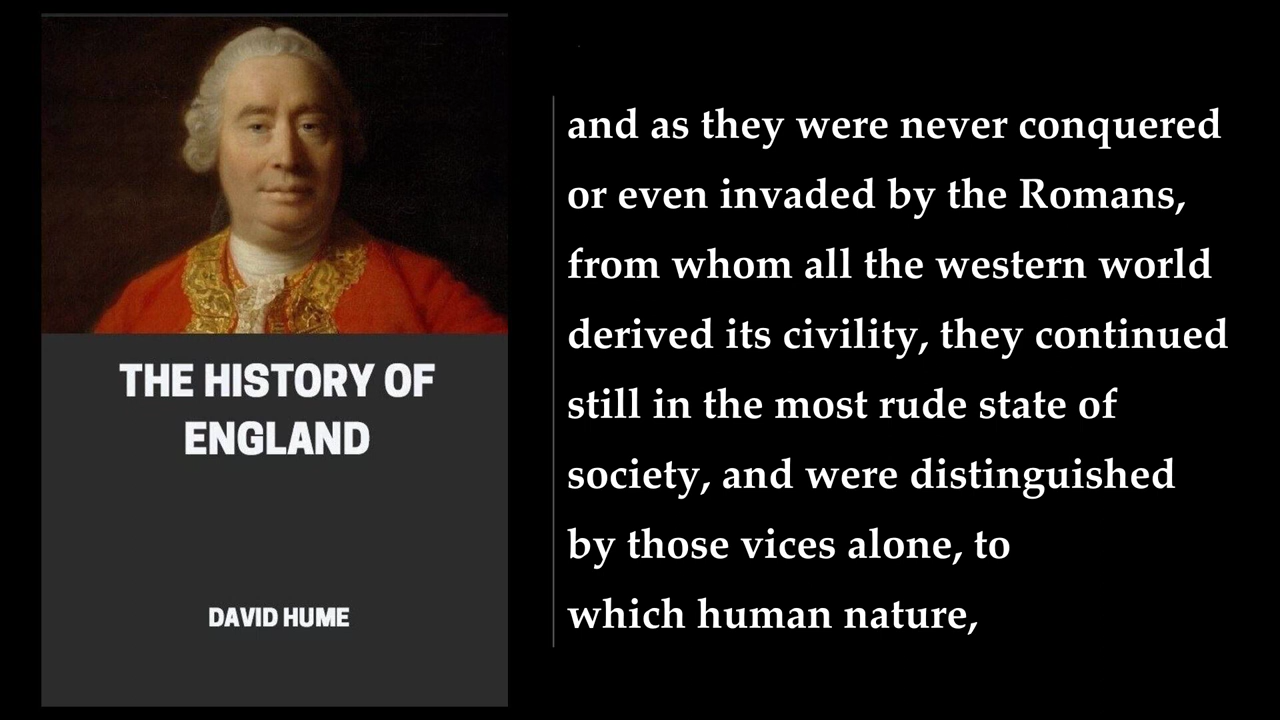 THE HISTORY OF
ENGLAND
DAVID HUME
and as they were never conquered
or even invaded by the Romans,
from whom all the western world
derived its civility, they continued
still in the most rude state of
society, and were distinguished
by those vices alone, to
which human nature,